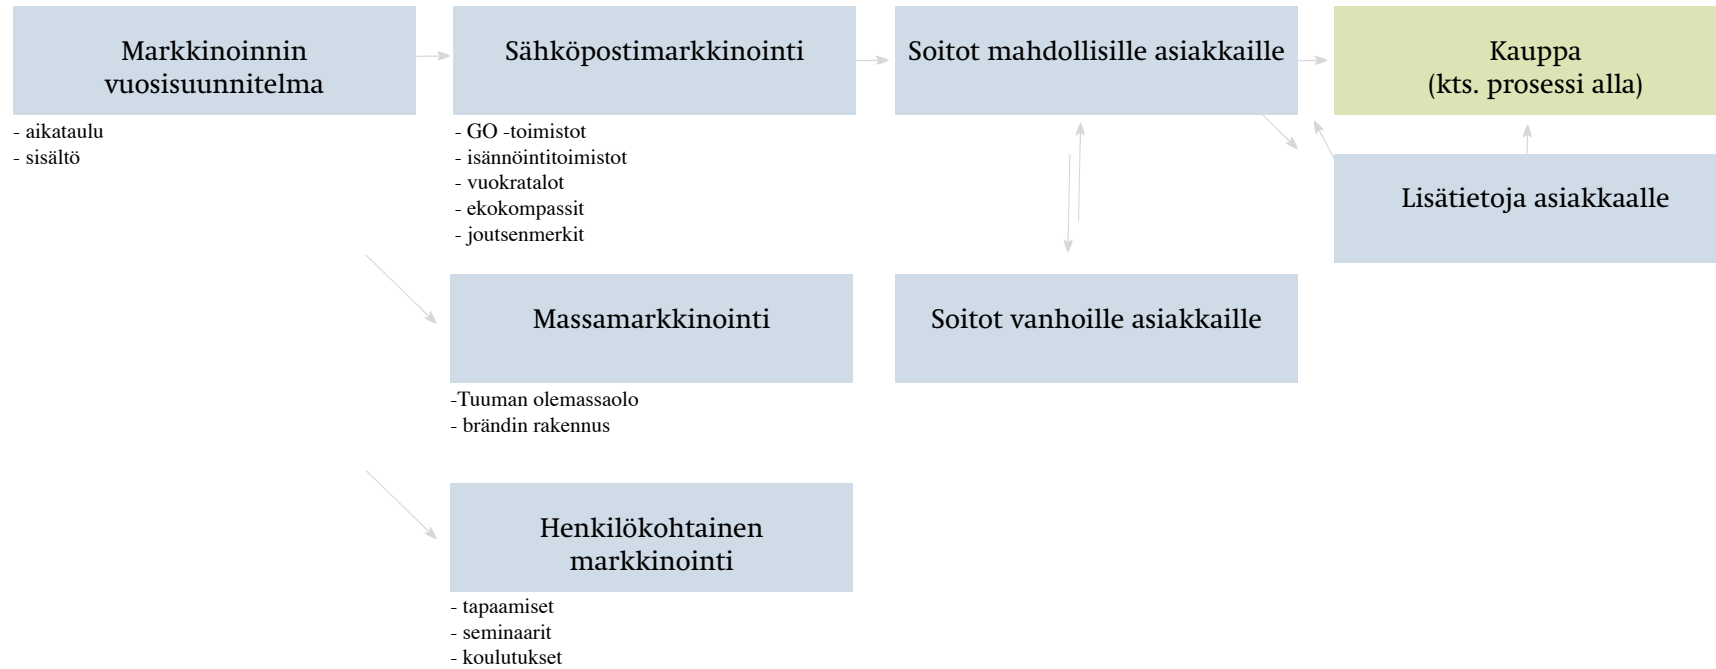 Markkinoinnin
vuosisuunnitelma
- aikataulu
- sisältö
Sähköpostimarkkinointi
- GO -toimistot
- isännöintitoimistot
- vuokratalot
- ekokompassit
- joutsenmerkit
Massamarkkinointi
-Tuuman olemassaolo
- brändin rakennus
Henkilökohtainen
markkinointi
- tapaamiset
- seminaarit
- koulutukset
Soitot mahdollisille asiakkaille
Soitot vanhoille asiakkaille
Kauppa
(kts. prosessi alla)
Lisätietoja asiakkaalle